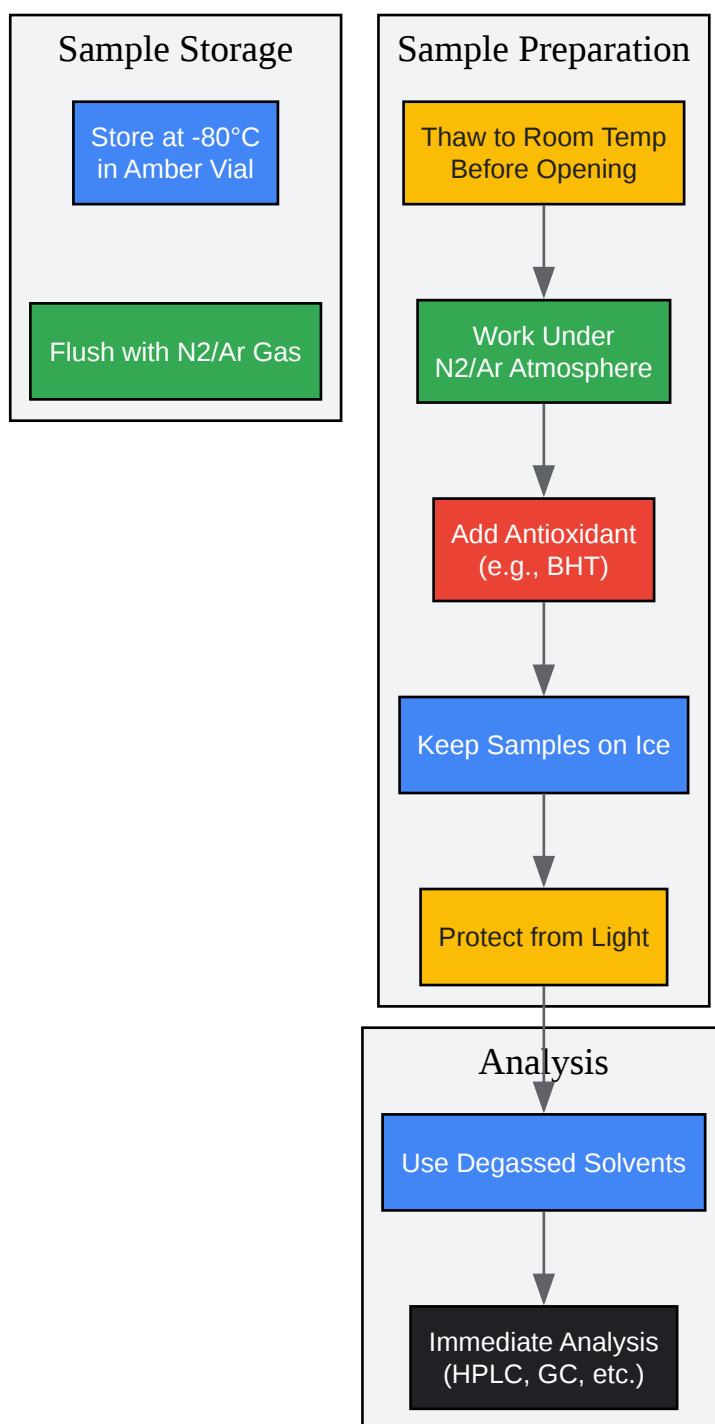 Sample Storage
Store at -80°C
in Amber Vial
Flush with N2/Ar Gas
Sample Preparation
Thaw to Room Temp
Before Opening
Work Under
N2/Ar Atmosphere
Add Antioxidant
(e.g., BHT)
Keep Samples on Ice
Protect from Light
Analysis
Use Degassed Solvents
Immediate Analysis
(HPLC, GC, etc.)